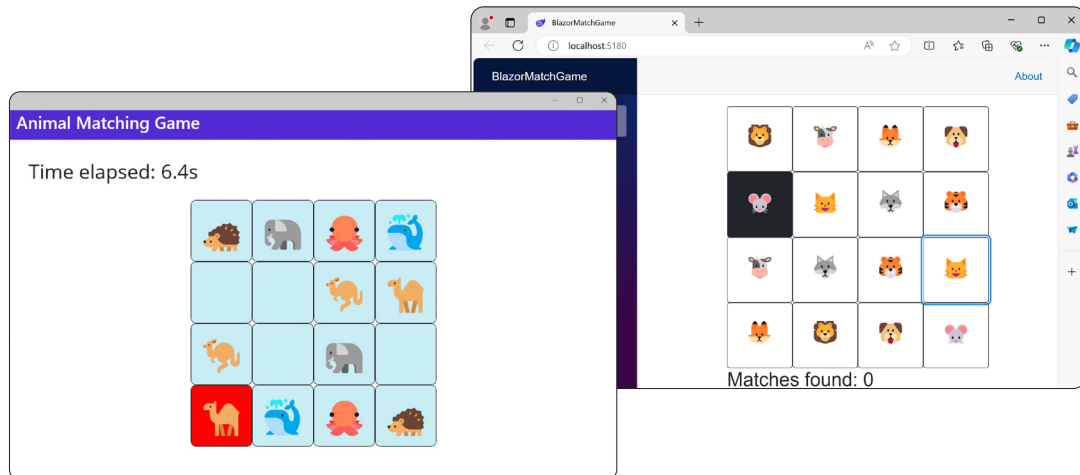 BlazorMatchGame
localhost:5180
BlazorMatchGame
About
Matches found: 0
Animal Matching Game
Time elapsed: 6.4s